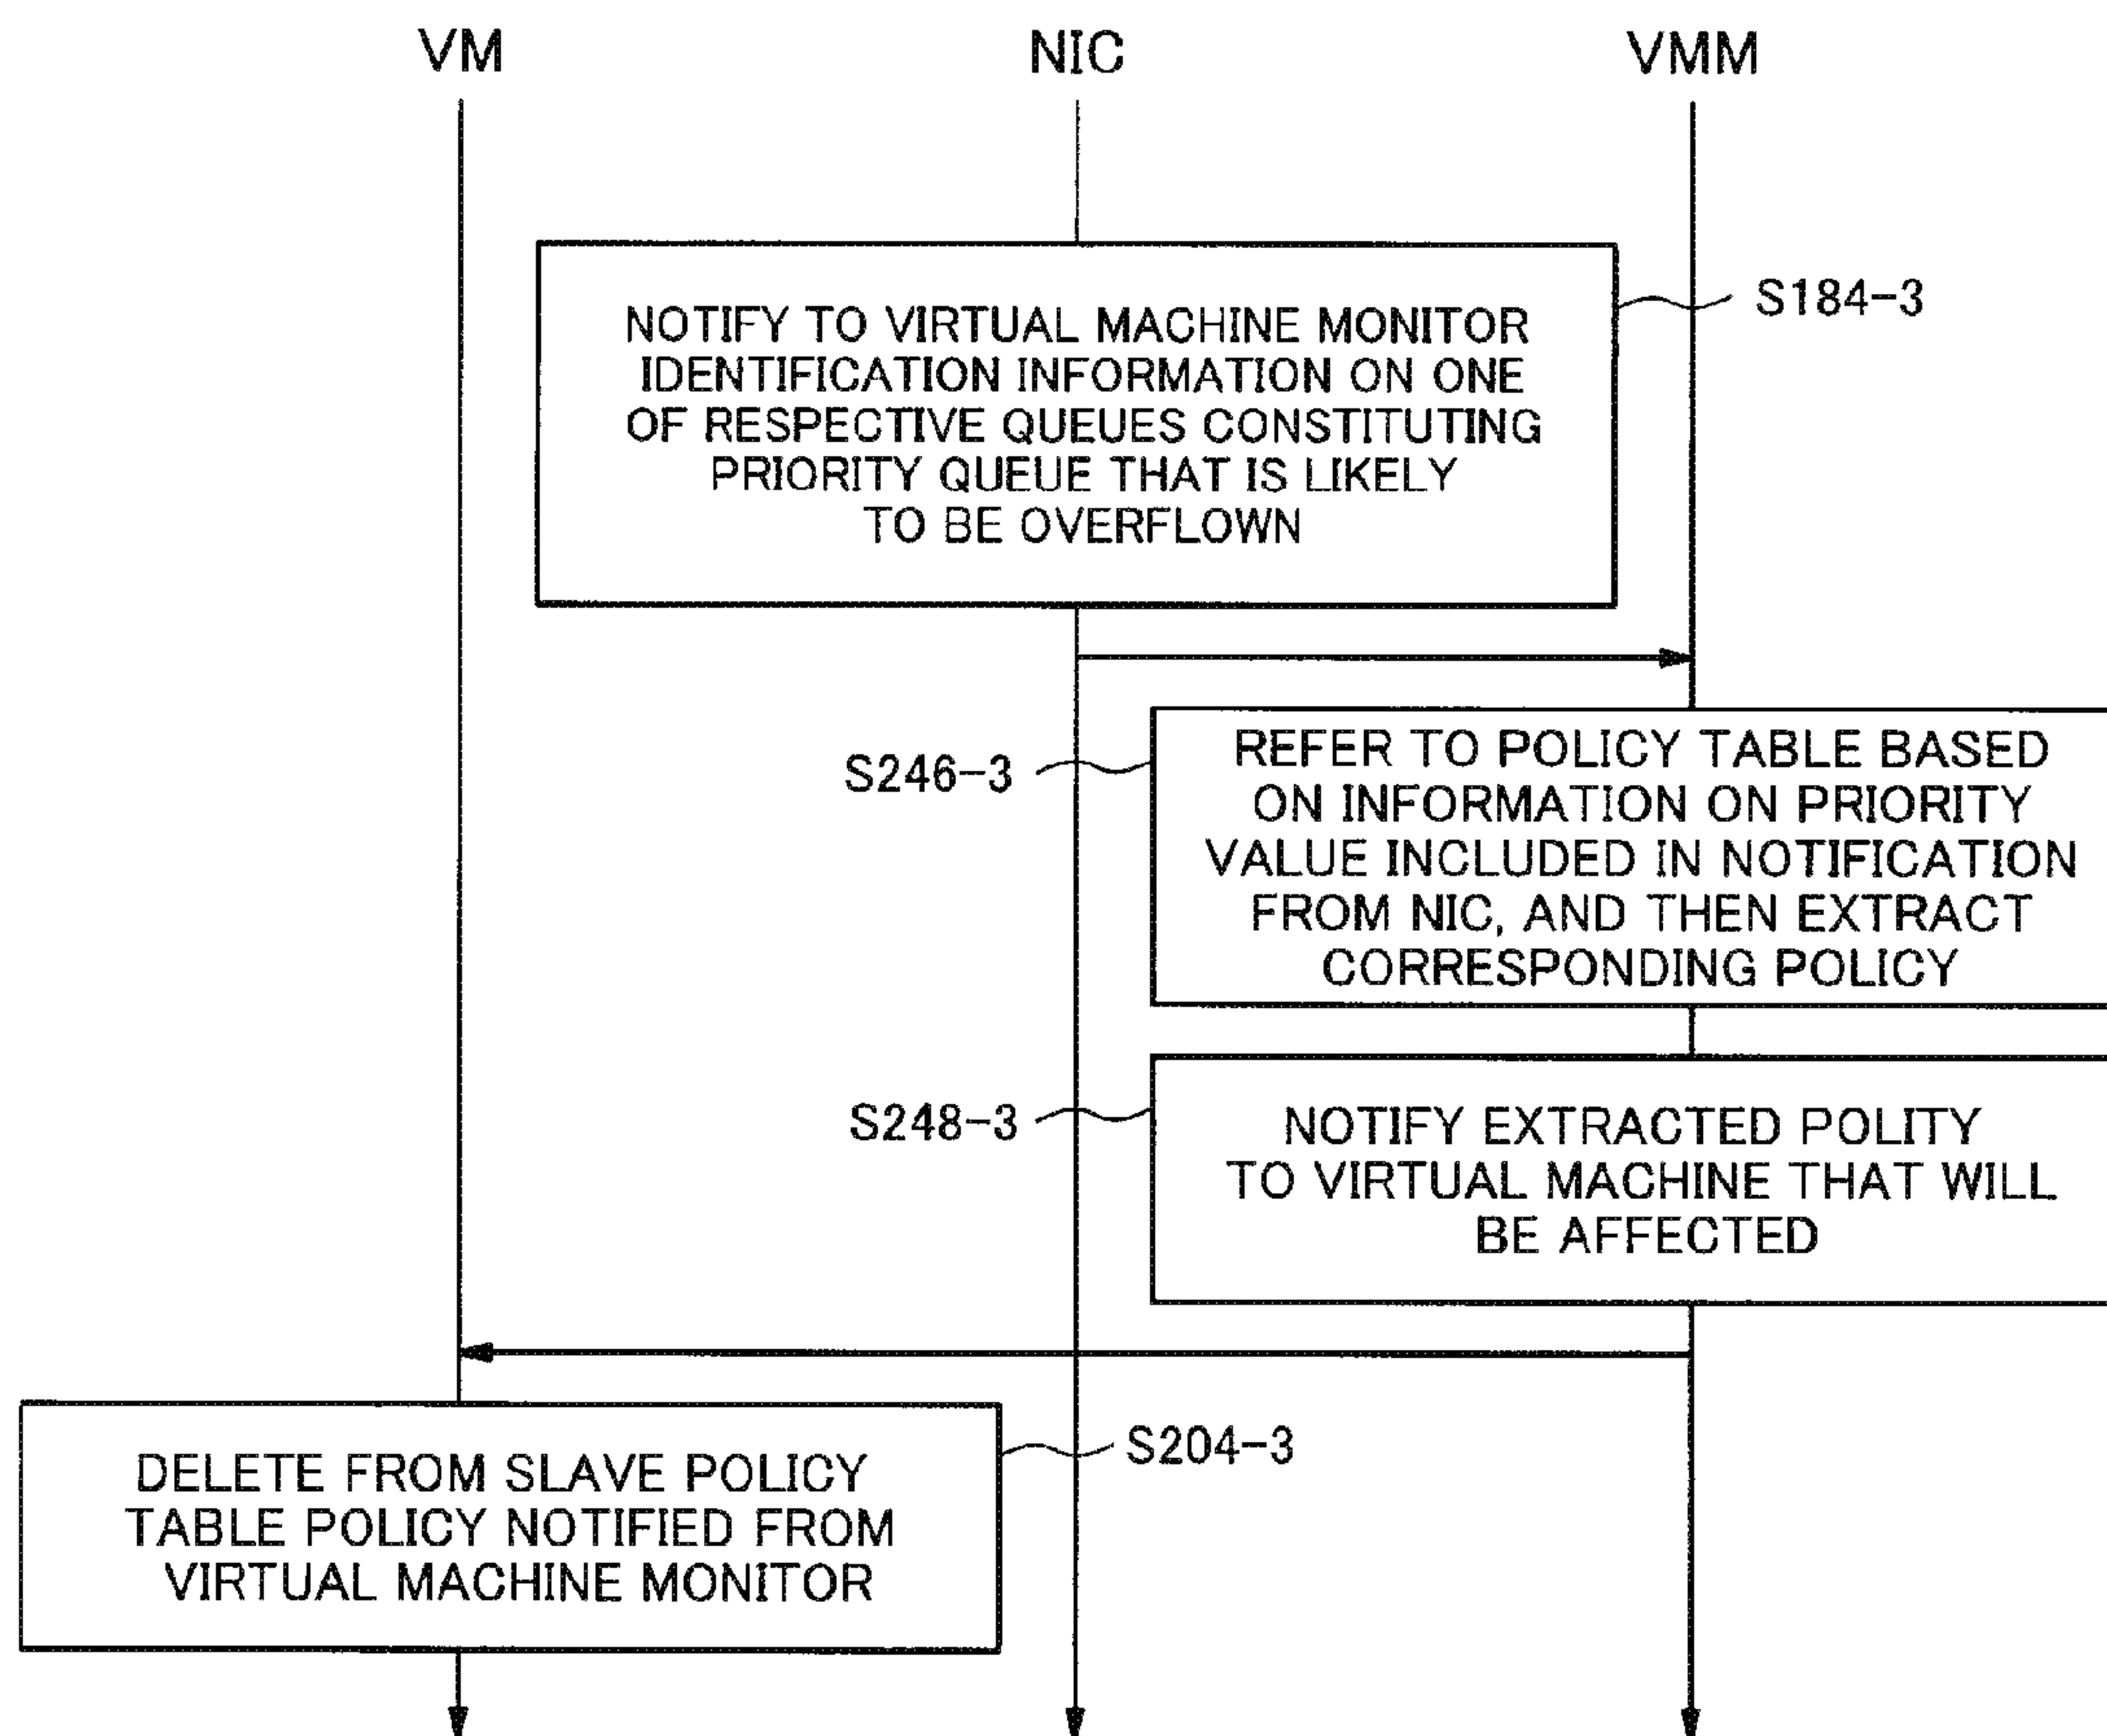 VM
NIC
VMM
NOTIFY TO VIRTUAL MACHINE MONITOR
IDENTIFICATION INFORMATION ON ONE
OF RESPECTIVE QUEUES CONSTITUTING
PRIORITY QUEUE THAT IS LIKELY
TO BE OVERFLOWN
S184-3
S246-3
REFER TO POLICY TABLE BASED
ON INFORMATION ON PRIORITY
VALUE INCLUDED IN NOTIFICATION
FROM NIC, AND THEN EXTRACT
CORRESPONDING POLICY
S248-3
NOTIFY EXTRACTED POLITY
TO VIRTUAL MACHINE THAT WILL
BE AFFECTED
DELETE FROM SLAVE POLICY
TABLE POLICY NOTIFIED FROM
VIRTUAL MACHINE MONITOR
S204-3